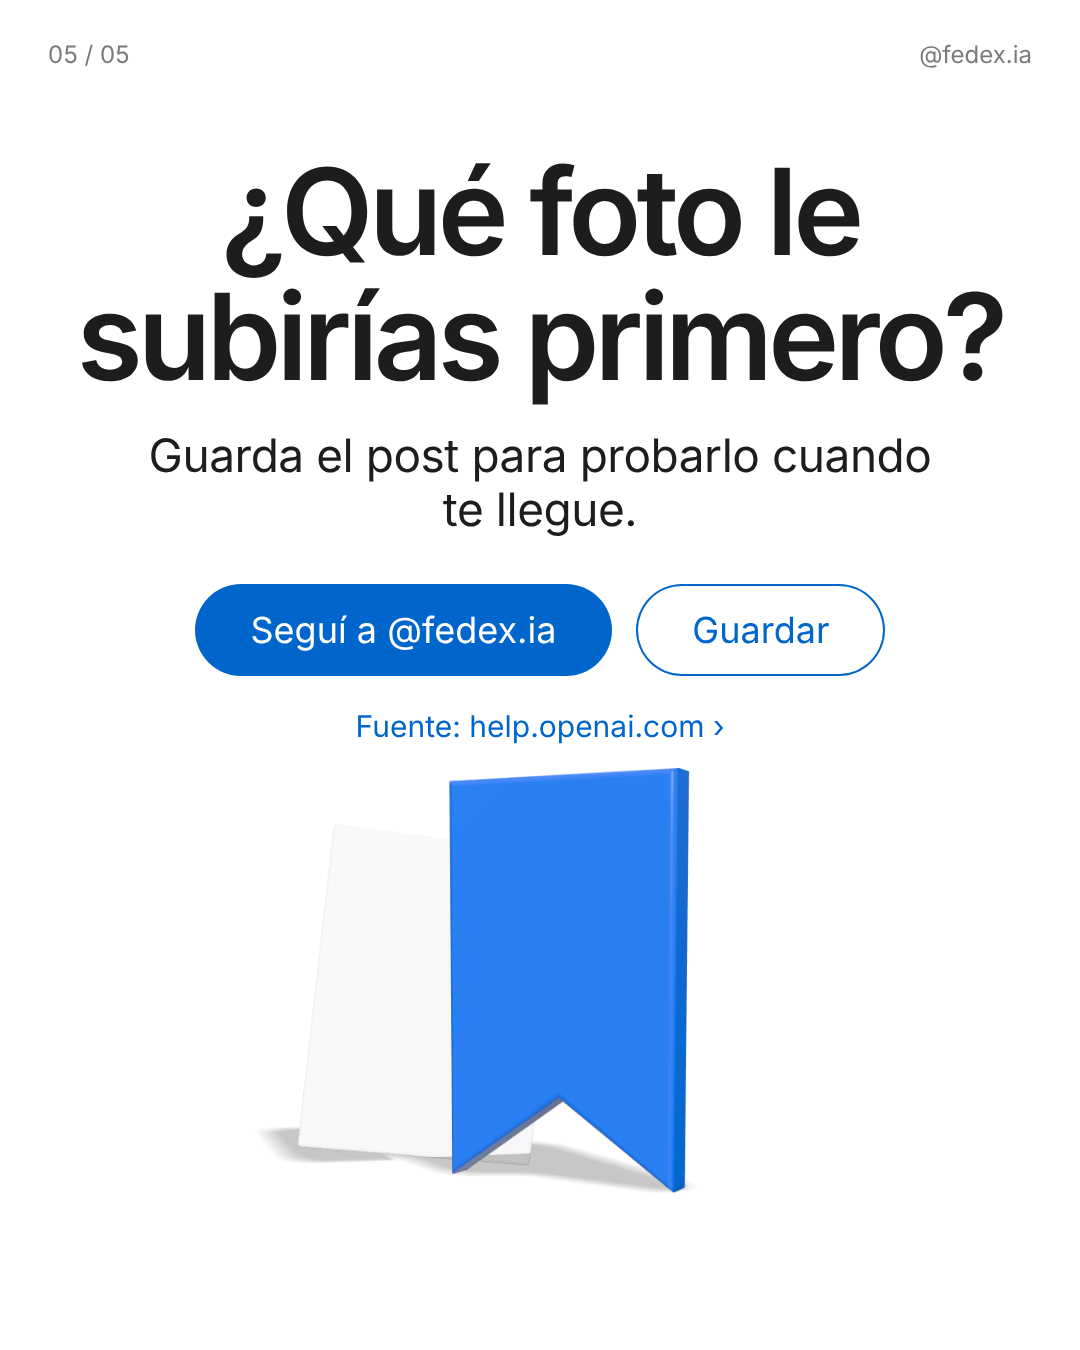 05 / 05
@fedex.ia
¿Qué foto le
subirías primero?
Guarda el post para probarlo cuando
te llegue.
Seguí a @fedex.ia
Guardar
Fuente: help.openai.com ›